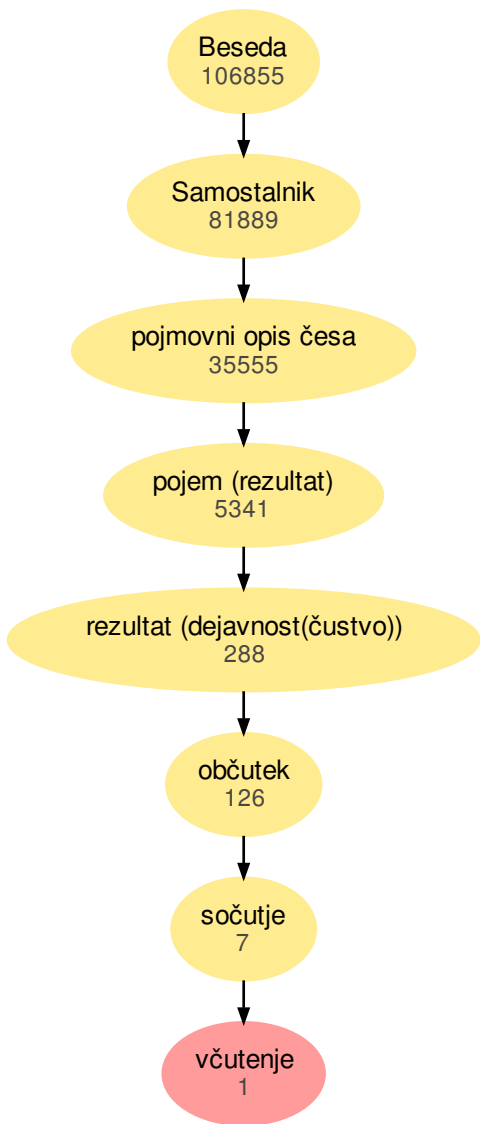 Beseda
106855
Samostalnik
81889
pojmovni opis česa
35555
pojem (rezultat)
5341
rezultat (dejavnost(čustvo))
288
občutek
126
sočutje
7
včutenje
1